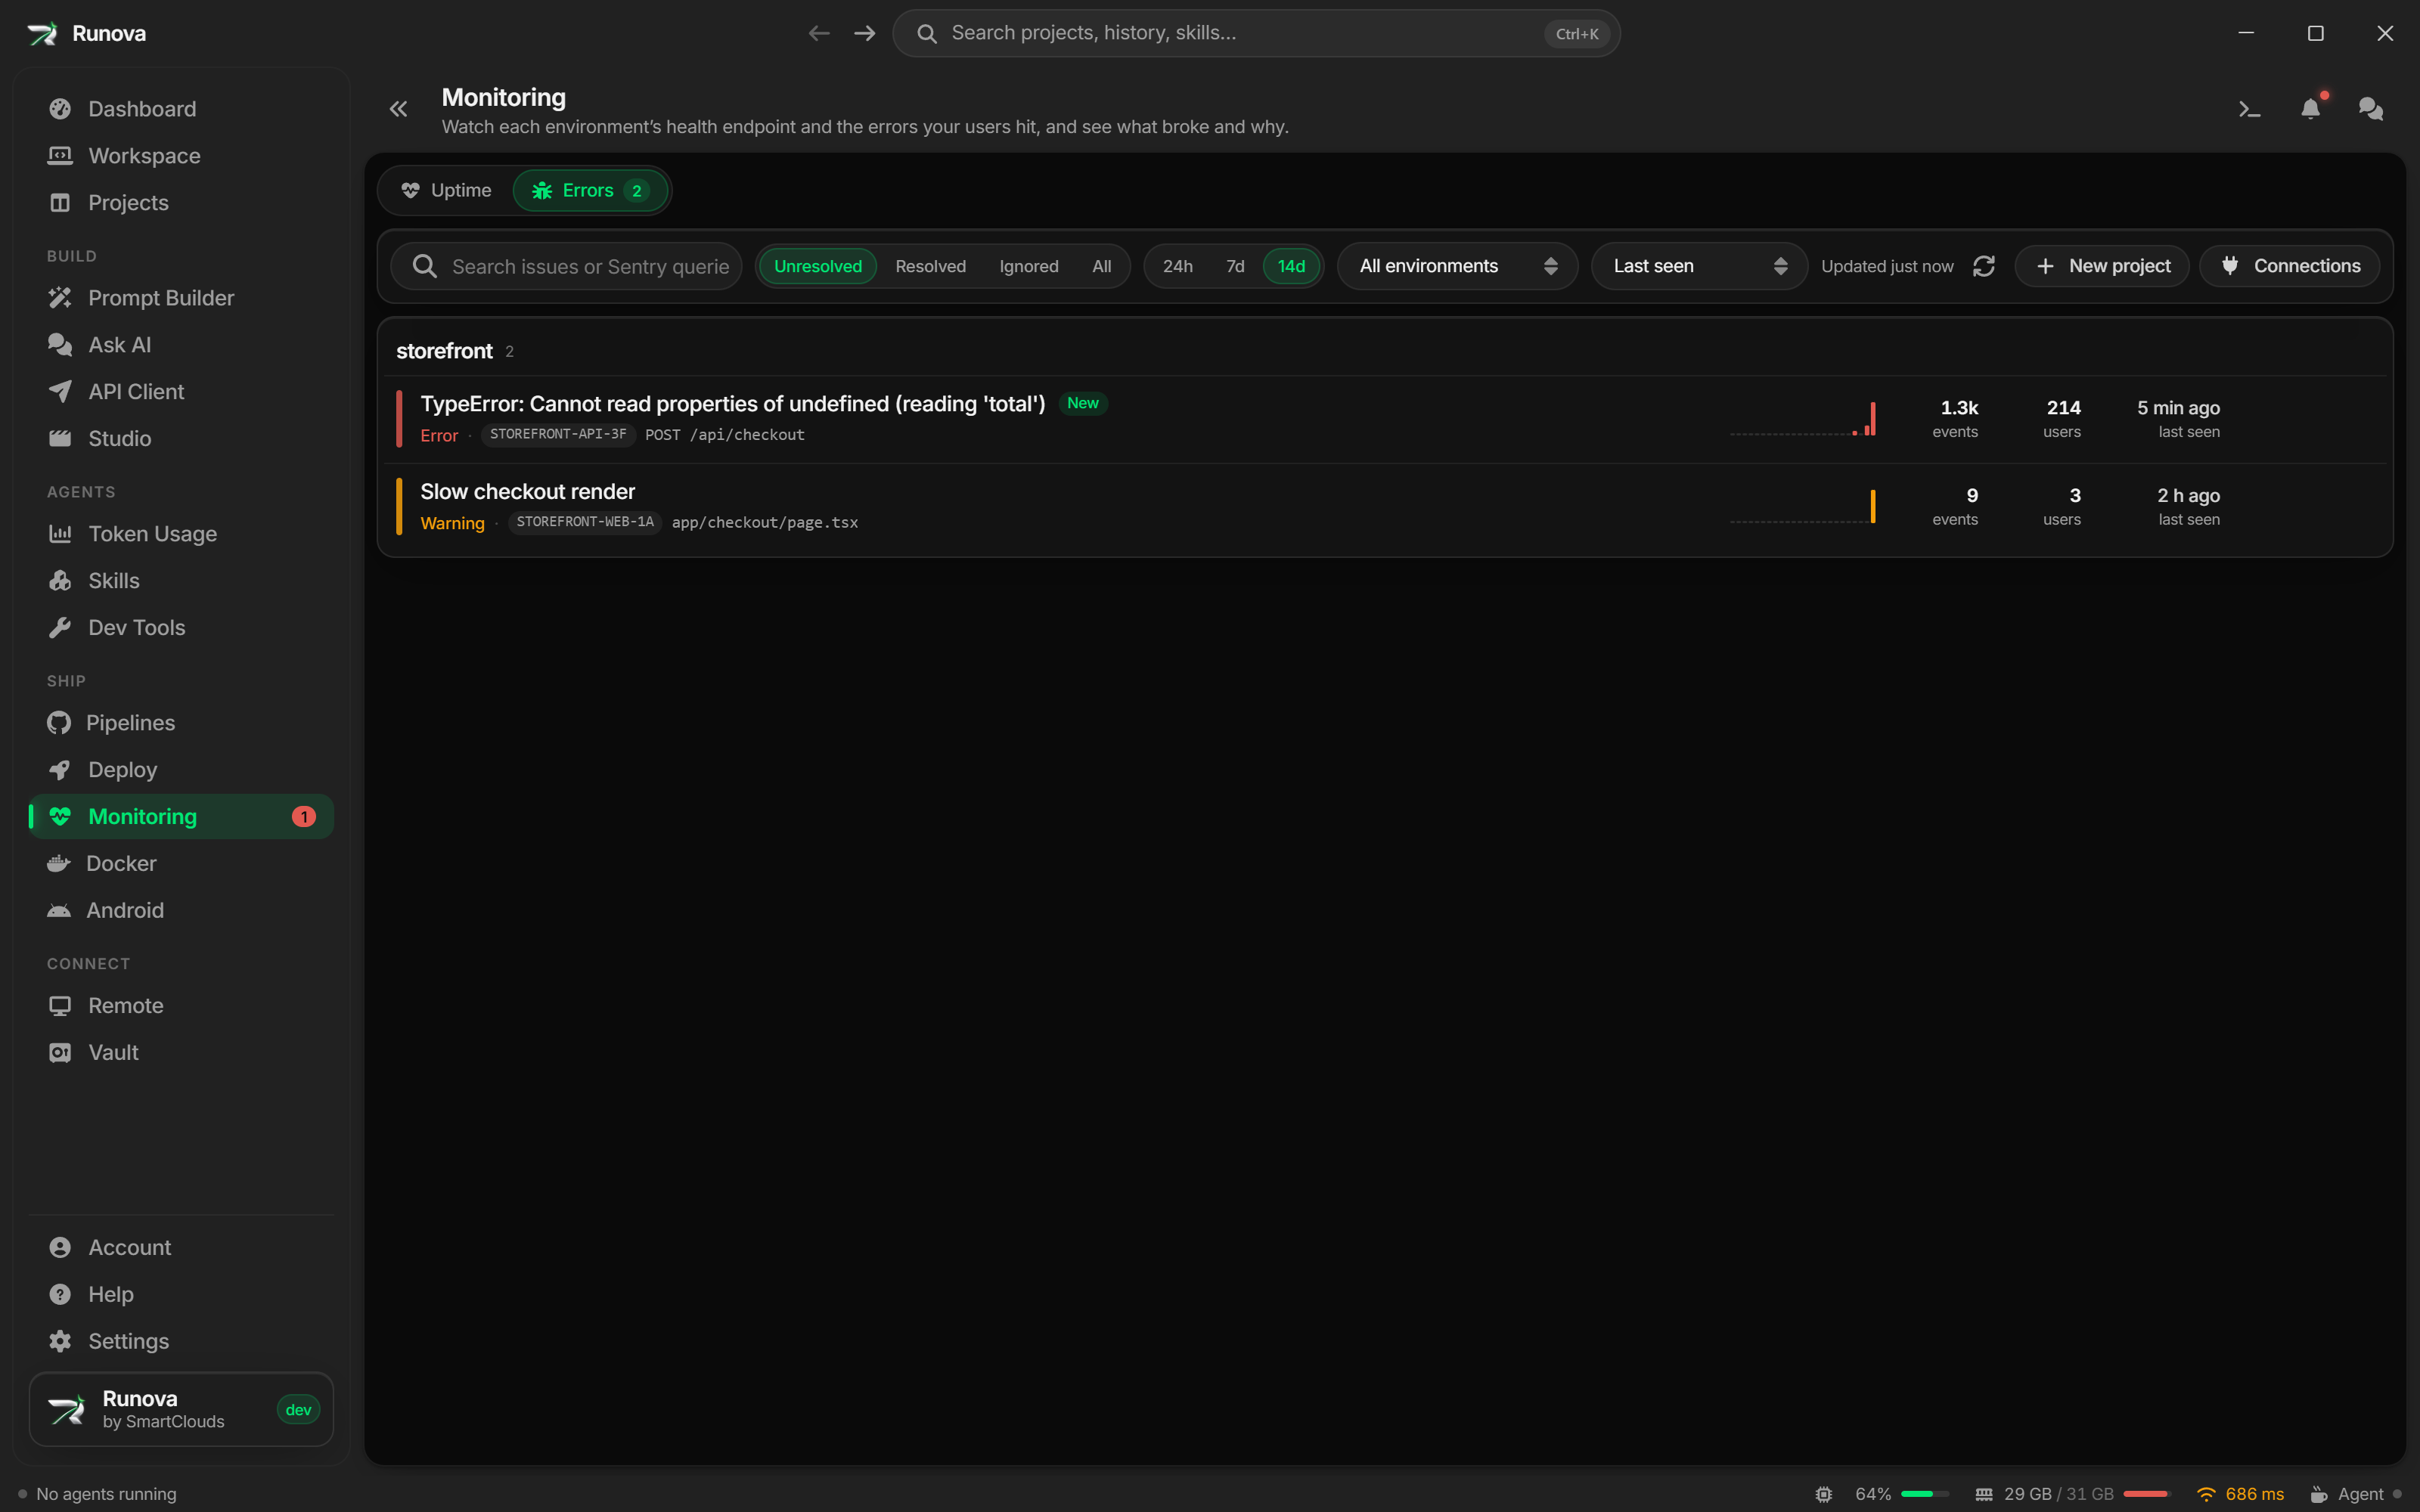 Runova
Search projects, history, skills...
Ctrl+K
Dashboard
Workspace
Projects
BUILD
Prompt Builder
Ask AI
API Client
Studio
AGENTS
Token Usage
Skills
Dev Tools
SHIP
Pipelines
Deploy
Monitoring 1
Docker
Android
CONNECT
Remote
Vault
Account
Help
Settings
Runova
by SmartClouds
dev
Monitoring
Watch each environment’s health endpoint and the errors your users hit, and see what broke and why.
Uptime Errors 2
Search issues or Sentry querie Unresolved Resolved Ignored All 24h 7d 14d All environments Last seen Updated just now New project Connections
storefront 2
TypeError: Cannot read properties of undefined (reading 'total') New
Error · STOREFRONT-API-3F POST /api/checkout
1.3k 214 5 min ago
events users last seen
Slow checkout render
Warning · STOREFRONT-WEB-1A app/checkout/page.tsx
9 3 2 h ago
events users last seen
No agents running
64% 29 GB / 31 GB 686 ms Agent